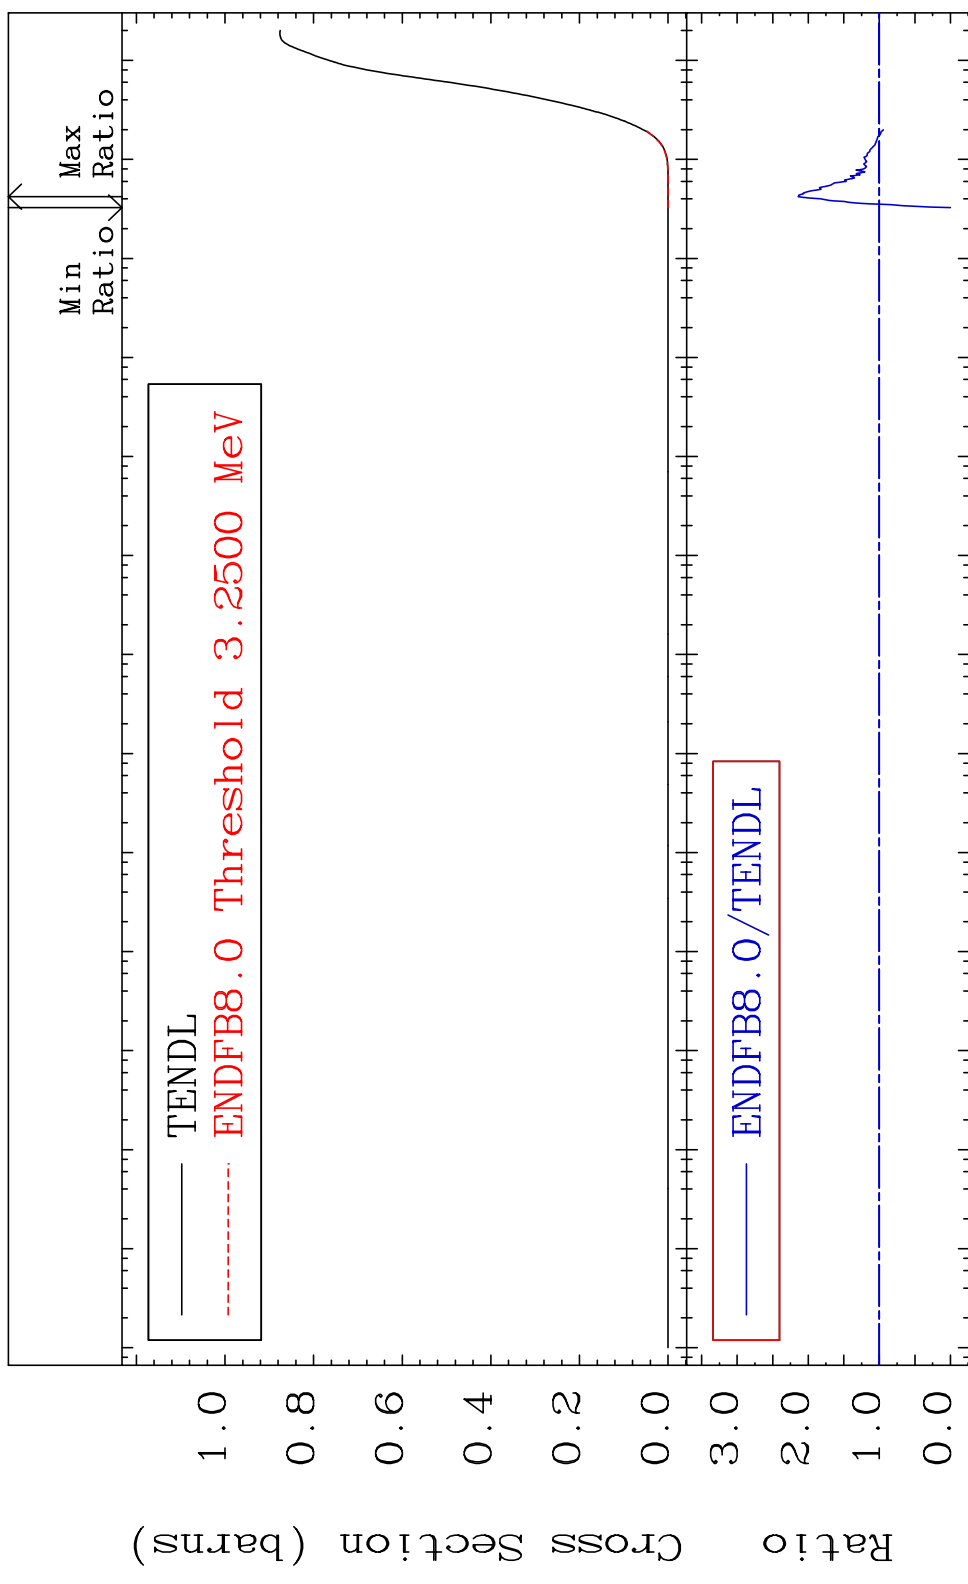 Min
Ratio
Max
Ratio
TENDL
ENDFB8.0 Threshold 3.2500 MeV
1.0
0.8
0.6
0.4
0.2
0.0
Cross Section (barns)
ENDFB8.0/TENDL
3.0
2.0
1.0
0.0
Ratio